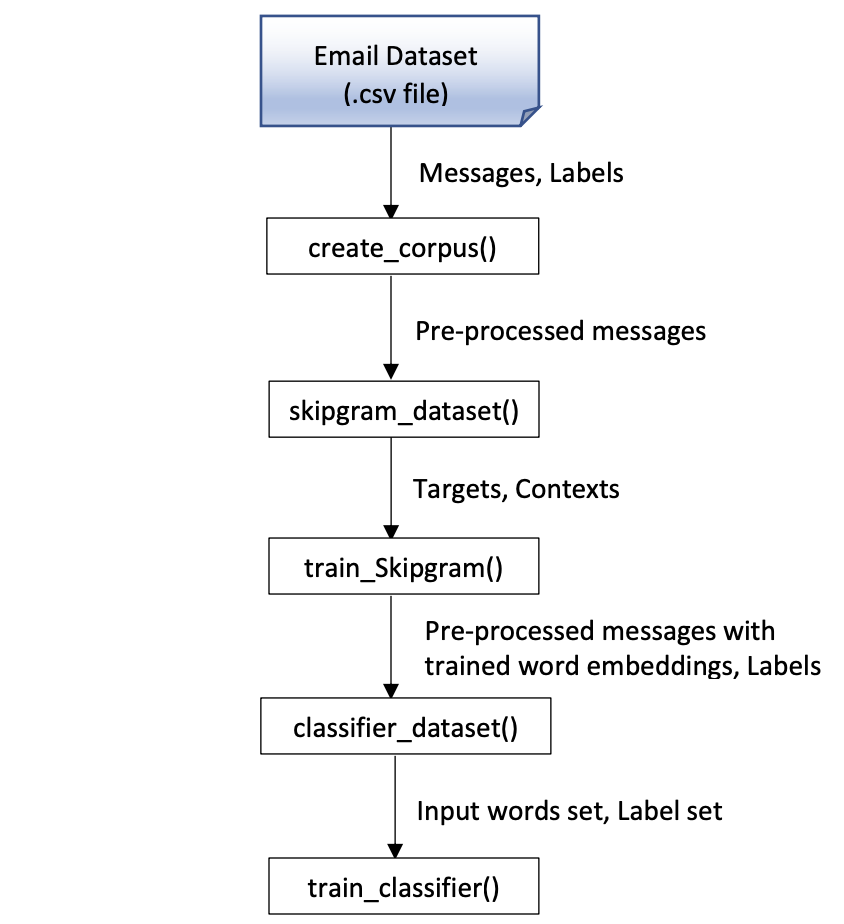 Email Dataset
(.csv file)
Messages, Labels
create_corpus()
Pre-processed messages
skipgram_dataset()
Targets, Contexts
train_Skipgram()
Pre-processed messages with
trained word embeddings, Labels
classifier_dataset()
Input words set, Label set
train_classifier()